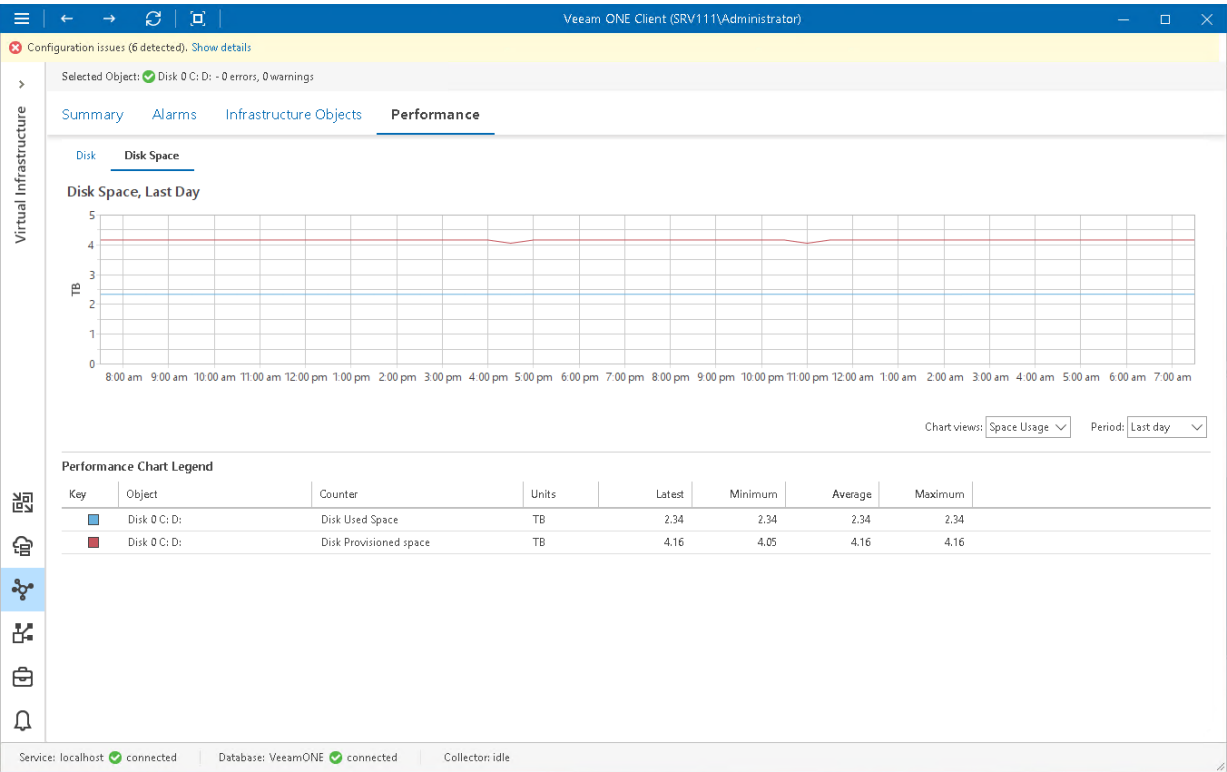 Veeam ONE Client (SRV111\Administrator)
Configuration issues (6 detected). Show details
Virtual Infrastructure
Selected Object: Disk 0 C: D: - 0 errors, 0 warnings
Summary Alarms Infrastructure Objects Performance
Disk Disk Space
Disk Space, Last Day
TB
5
4
3
2
1
0
8:00 am 9:00 am 10:00 am 11:00 am 12:00 pm 1:00 pm 2:00 pm 3:00 pm 4:00 pm 5:00 pm 6:00 pm 7:00 pm 8:00 pm 9:00 pm 10:00 pm 11:00 pm 12:00 am 1:00 am 2:00 am 3:00 am 4:00 am 5:00 am 6:00 am 7:00 am
Chart views: Space Usage Period: Last day
Performance Chart Legend
Key Object Counter Units Latest Minimum Average Maximum
Disk 0 C: D: Disk Used Space TB 2.34 2.34 2.34 2.34
Disk 0 C: D: Disk Provisioned space TB 4.16 4.05 4.16 4.16
Service: localhost connected Database: VeeamONE connected Collector: idle